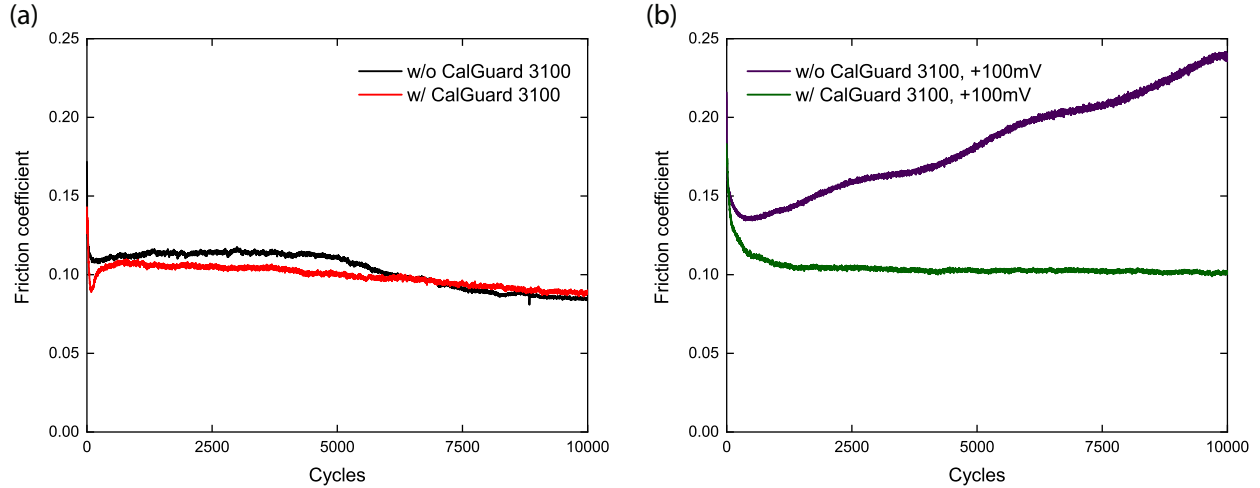 (a)
0.25
0.20
0.15
0.10
0.05
0.00
Friction coefficient
w/o CalGuard 3100
w/ CalGuard 3100
0
2500
5000
7500
10000
Cycles
(b)
0.25
0.20
0.15
0.10
0.05
0.00
Friction coefficient
w/o CalGuard 3100, +100mV
w/ CalGuard 3100, +100mV
0
2500
5000
7500
10000
Cycles